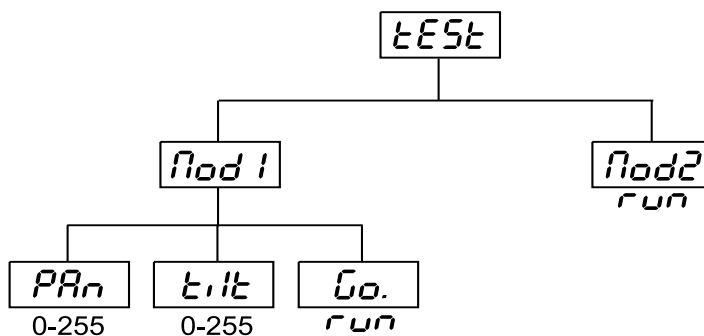 tESt
Mod1 Mod2
run
PAn tilt Go.
0-255 0-255 run